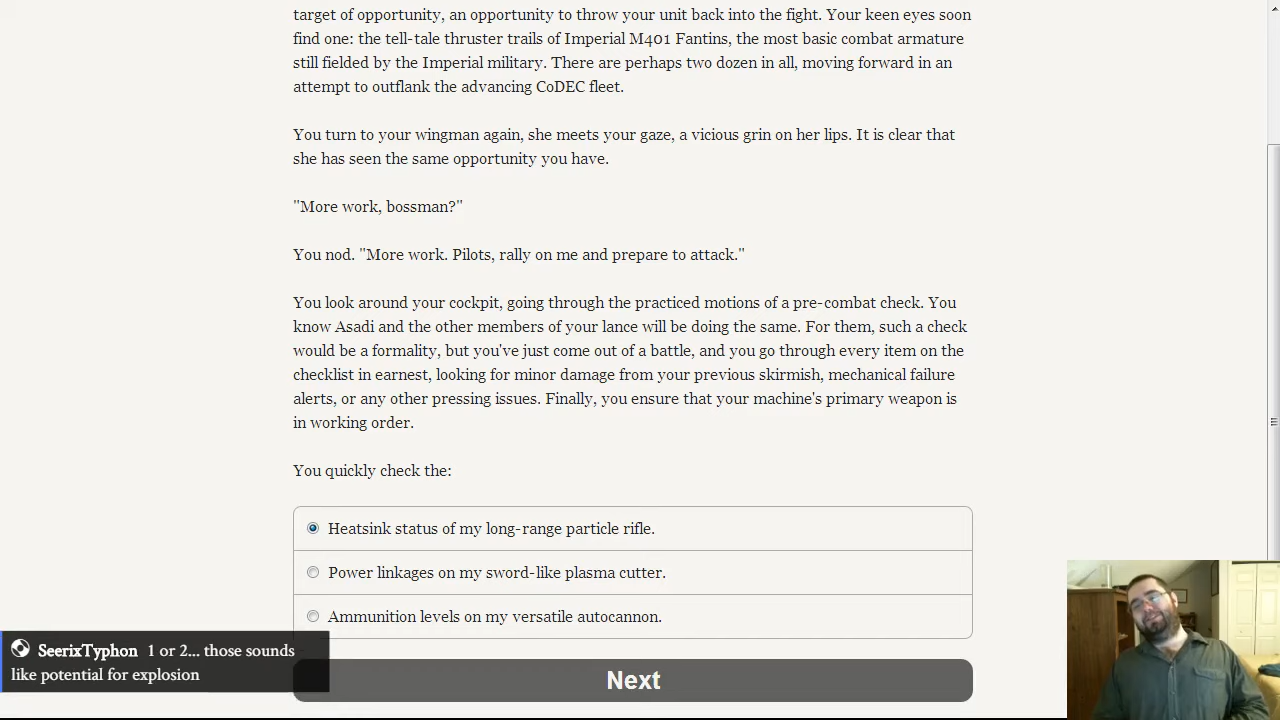 target of opportunity, an opportunity to throw your unit back into the fight. Your keen eyes soon
find one: the tell-tale thruster trails of Imperial M401 Fantins, the most basic combat armature
still fielded by the Imperial military. There are perhaps two dozen in all, moving forward in an
attempt to outflank the advancing CoDEC fleet.
You turn to your wingman again, she meets your gaze, a vicious grin on her lips. It is clear that
she has seen the same opportunity you have.
"More work, bossman?"
You nod. "More work. Pilots, rally on me and prepare to attack."
You look around your cockpit, going through the practiced motions of a pre-combat check. You
know Asadi and the other members of your lance will be doing the same. For them, such a check
would be a formality, but you've just come out of a battle, and you go through every item on the
checklist in earnest, looking for minor damage from your previous skirmish, mechanical failure
alerts, or any other pressing issues. Finally, you ensure that your machine's primary weapon is
in working order.
You quickly check the:
Heatsink status of my long-range particle rifle.
Power linkages on my sword-like plasma cutter.
Ammunition levels on my versatile autocannon.
SeerixTyphon 1 or 2... those sounds
like potential for explosion
Next